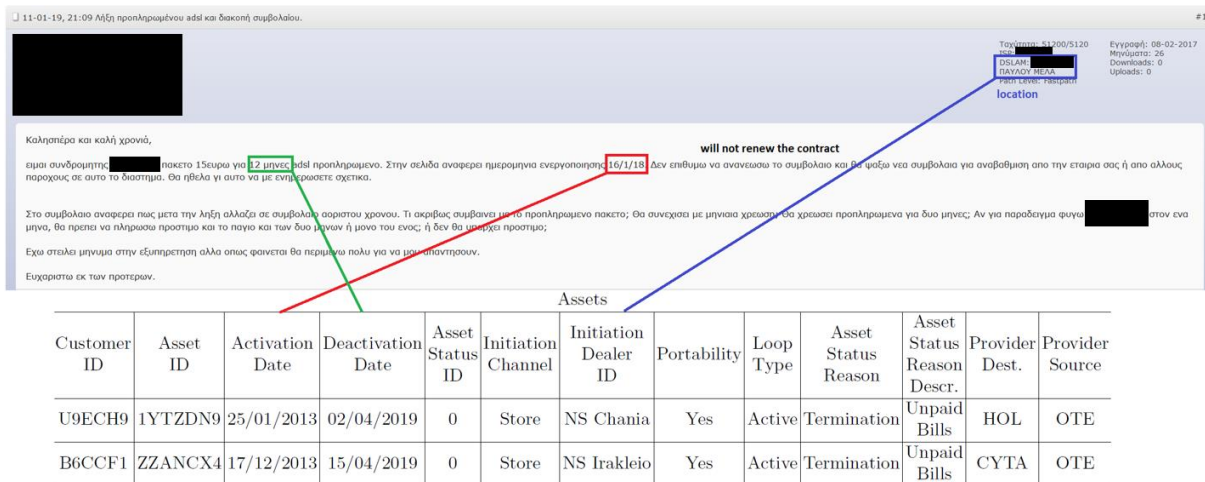 11-01-19, 21:09 Λήξη προπληρωμένου adsl και διακοπή συμβολαίου.
#1
Ταχύτητα: 51200/5120
ISP:
DSLAM:
ΠΑΥΛΟΥ ΜΕΛΑ
Path Level: Fastpath
location
Εγγραφή: 08-02-2017
Μηνύματα: 26
Downloads: 0
Uploads: 0
Καλησπέρα και καλή χρονιά,
will not renew the contract
ειμαι συνδρομητης πακετο 15ευρω για 12 μηνες adsl προπληρωμενο. Στην σελιδα αναφερει ημερομηνια ενεργοποιησης 16/1/18. Δεν επιθυμω να ανανεωσω το συμβολαιο και θα ψαξω νεα συμβολαια για αναβαθμιση απο την εταιρια σας ή απο αλλους
παροχους σε αυτο το διαστημα. Θα ηθελα γι αυτο να με ενημερωσετε σχετικα.
Στο συμβολαιο αναφερει πως μετα την ληξη αλλαζει σε συμβολαιο αοριστου χρονου. Τι ακριβως συμβαινει με το προπληρωμενο πακετο; Θα συνεχισει με μηνιαια χρεωση; Θα χρεωσει προπληρωμενα για δυο μηνες; Αν για παραδειγμα φυγω στον ενα
μηνα, θα πρεπει να πληρωσω προστιμο και το παγιο και των δυο μηνων ή μονο του ενος; ή δεν θα υπαρχει προστιμο;
Εχω στειλει μηνυμα στην εξυπηρετηση αλλα οπως φαινεται θα περιμενω πολυ για να μου απαντησουν.
Ευχαριστω εκ των προτερων.
Assets
Customer ID Asset ID Activation Date Deactivation Date Asset Status ID Initiation Channel Initiation Dealer ID Portability Loop Type Asset Status Reason Asset Status Reason Descr. Provider Dest. Provider Source
U9ECH9 1YTZDN9 25/01/2013 02/04/2019 0 Store NS Chania Yes Active Termination Unpaid Bills HOL OTE
B6CCF1 ZZANCX4 17/12/2013 15/04/2019 0 Store NS Irakleio Yes Active Termination Unpaid Bills CYTA OTE